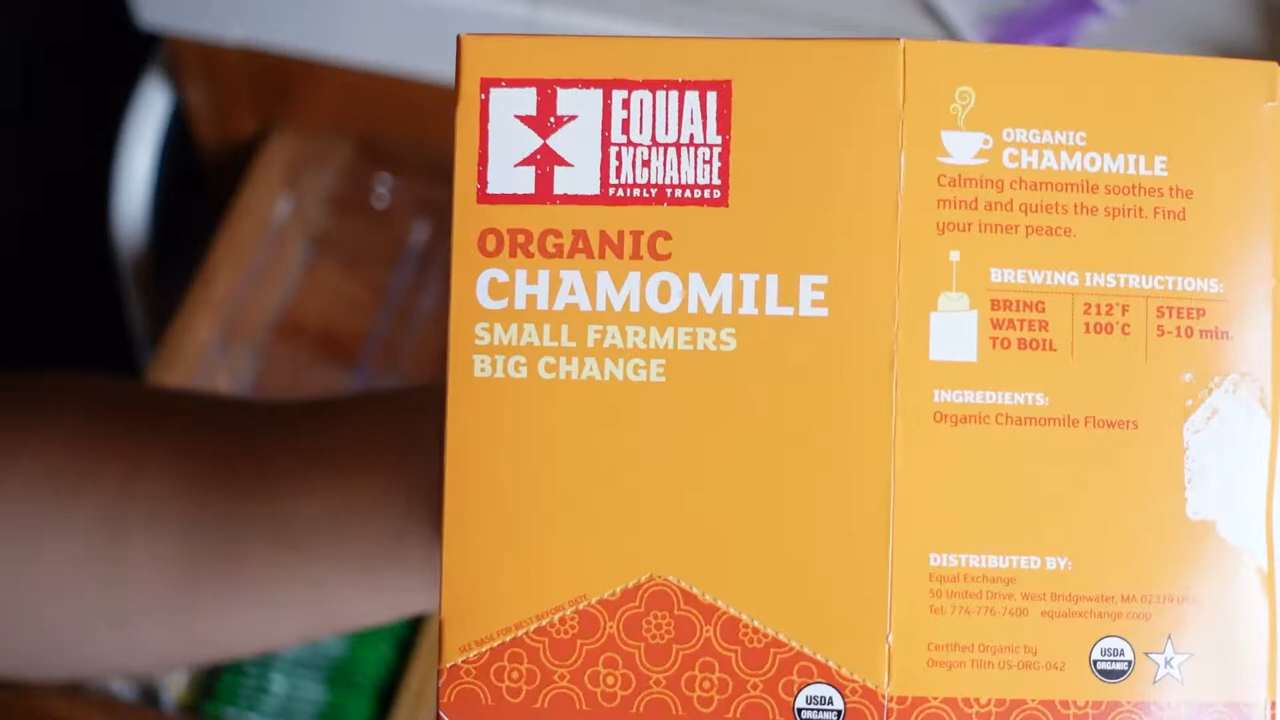 EQUAL
EXCHANGE
FAIRLY TRADED
ORGANIC
CHAMOMILE
SMALL FARMERS
BIG CHANGE
SEE BASE FOR BEST BEFORE DATE
USDA
ORGANIC
ORGANIC
CHAMOMILE
Calming chamomile soothes the
mind and quiets the spirit. Find
your inner peace.
BREWING INSTRUCTIONS:
BRING
WATER
TO BOIL
212°F
100°C
STEEP
5-10 min.
INGREDIENTS:
Organic Chamomile Flowers
DISTRIBUTED BY:
Equal Exchange
50 United Drive, West Bridgewater, MA 02379
Tel: 774-776-7400 equalexchange.coop
Certified Organic by
Oregon Tilth US-ORG-042
USDA
ORGANIC
K